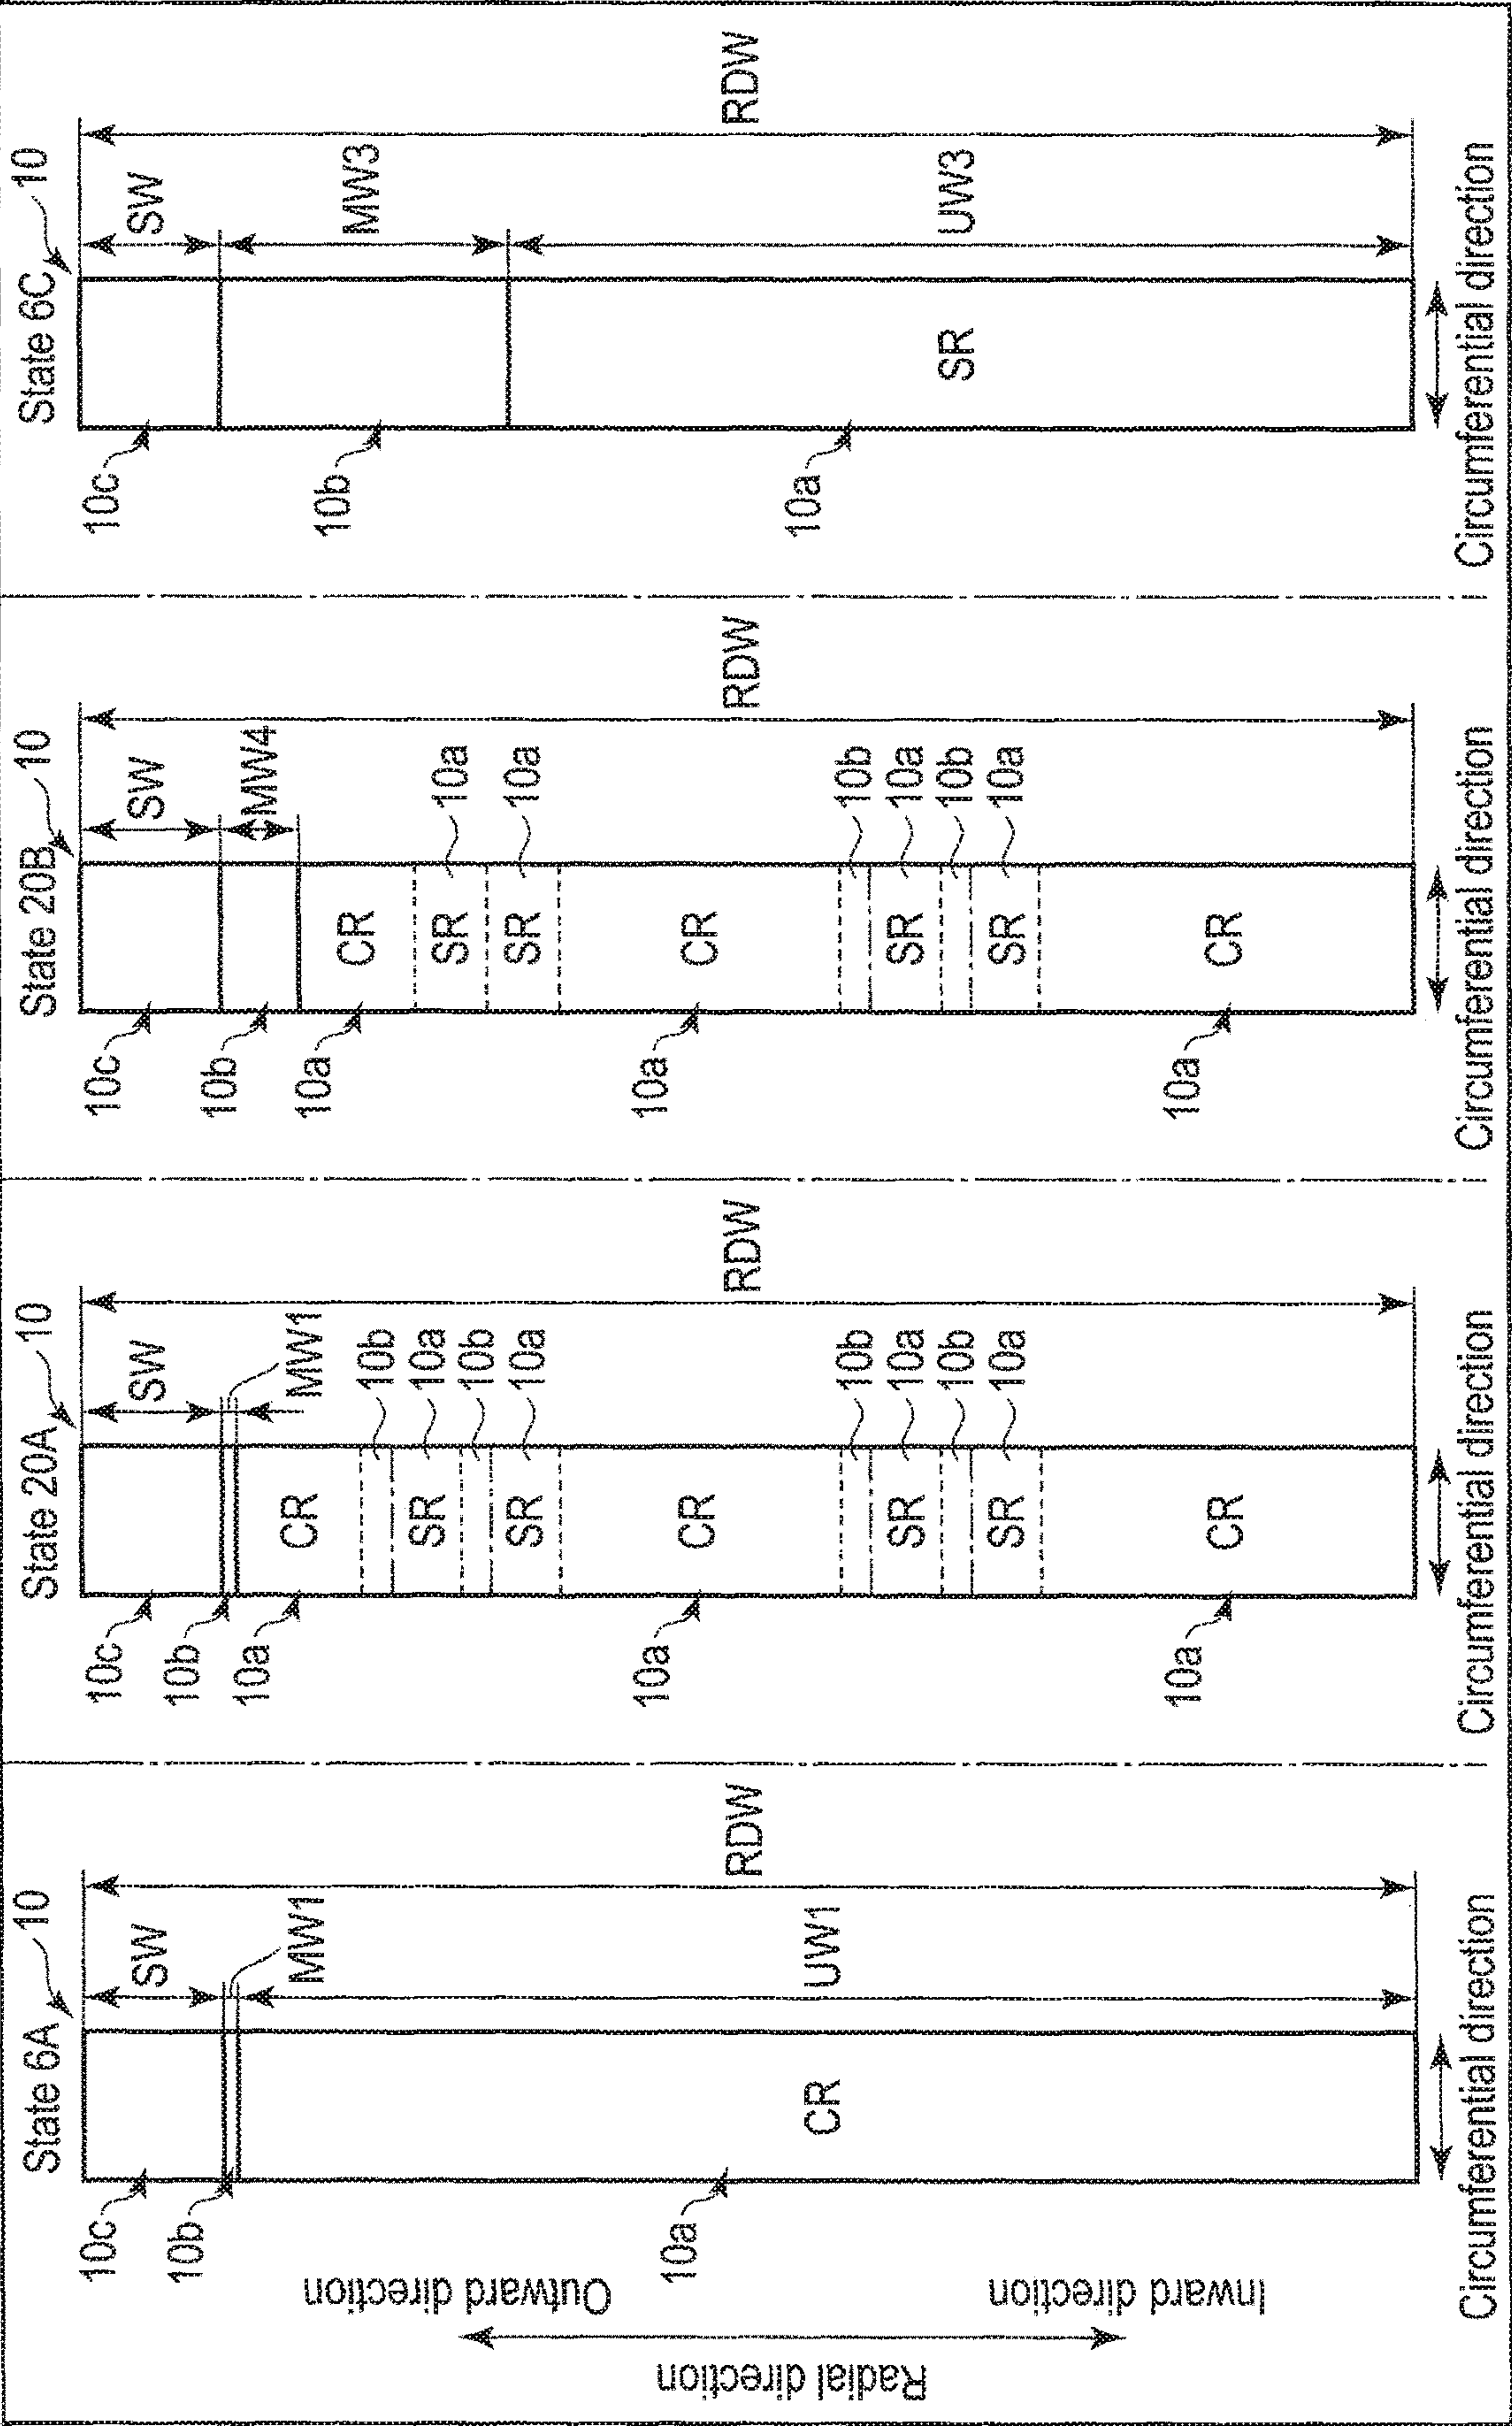 Radial direction
Outward direction
Inward direction
State 6A
10
10c
10b
10a
CR
SW
MW1
UW1
RDW
Circumferential direction
State 20A
10
10c
10b
10a
10a
10a
CR
SR
SR
CR
SR
SR
CR
10b
10a
10b
10a
10b
10a
10b
10a
SW
MW1
RDW
Circumferential direction
State 20B
10
10c
10b
10a
10a
10a
CR
SR
SR
CR
SR
SR
CR
10a
10a
10b
10a
10b
10a
SW
MW4
RDW
Circumferential direction
State 6C
10
10c
10b
10a
SR
SW
MW3
UW3
RDW
Circumferential direction